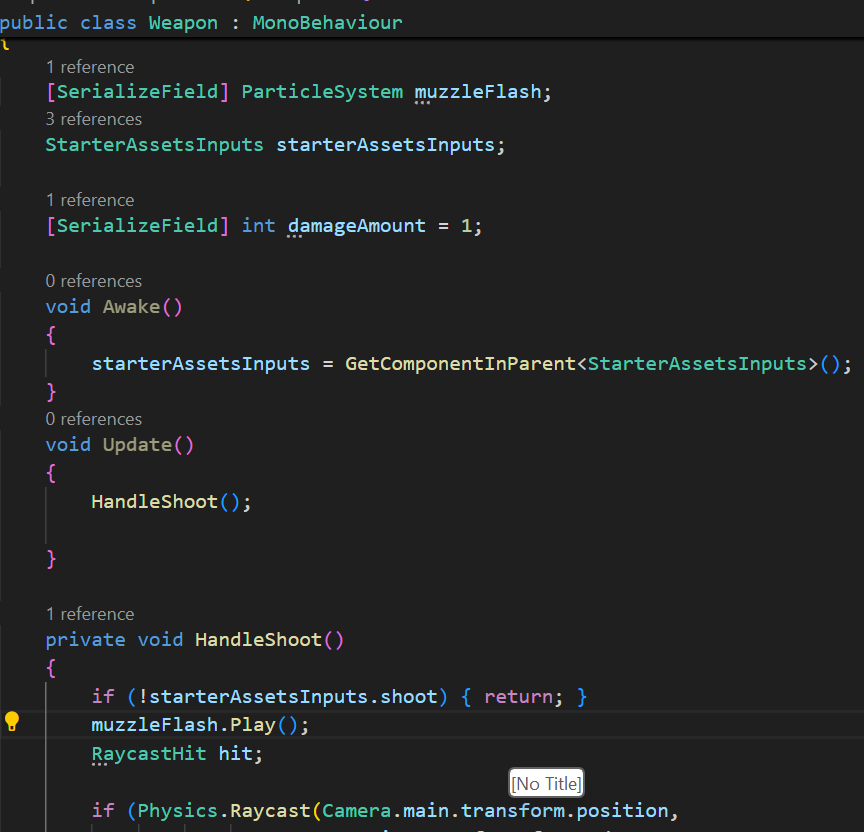 public class Weapon : MonoBehaviour
{
1 reference
[SerializeField] ParticleSystem muzzleFlash;
3 references
StarterAssetsInputs starterAssetsInputs;
1 reference
[SerializeField] int damageAmount = 1;
0 references
void Awake()
{
starterAssetsInputs = GetComponentInParent<StarterAssetsInputs>();
}
0 references
void Update()
{
HandleShoot();
}
1 reference
private void HandleShoot()
{
if (!starterAssetsInputs.shoot) { return; }
muzzleFlash.Play();
RaycastHit hit;
[No Title]
if (Physics.Raycast(Camera.main.transform.position,